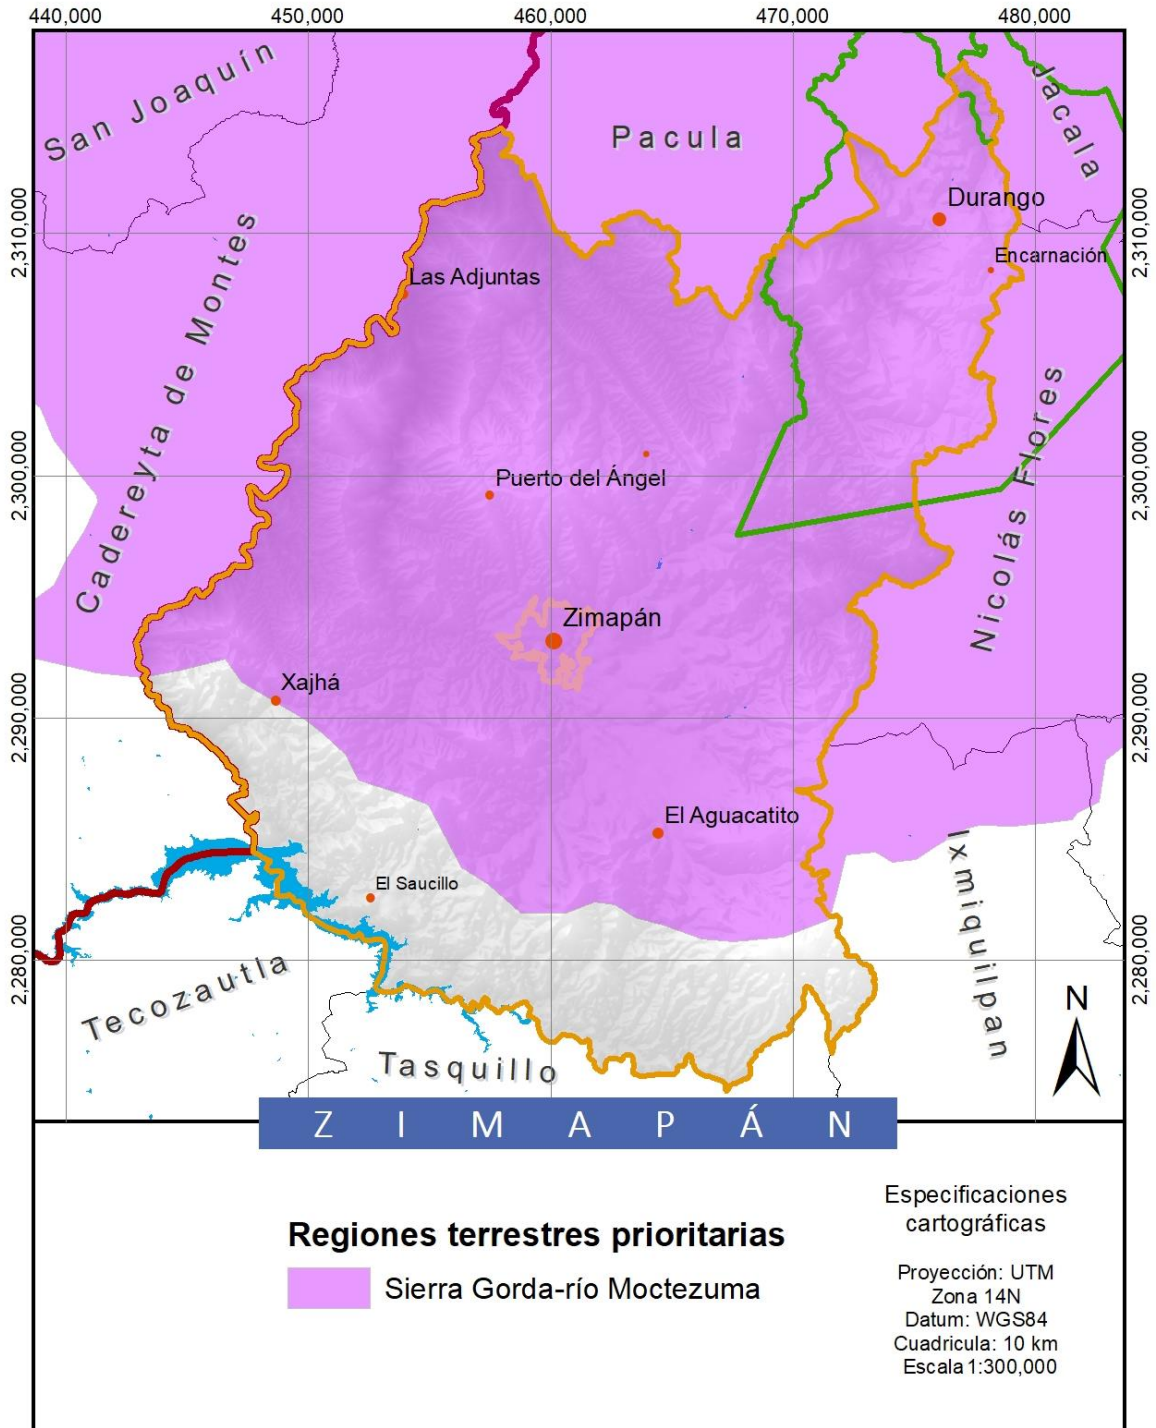 440,000
450,000
460,000
470,000
480,000
San Joaquín
Pacula
Jacala
Durango
2,310,000
2,310,000
Encarnación
Las Adjuntas
Cadereyta de Montes
Nicolás Flores
Puerto del Ángel
2,300,000
2,300,000
Zimapán
Xajhá
2,290,000
2,290,000
El Aguacatito
El Saucillo
Ixmiquilpan
2,280,000
2,280,000
Tecozautla
Tasquillo
N
ZIMAPÁN
Regiones terrestres prioritarias
Sierra Gorda-río Moctezuma
Especificaciones
cartográficas
Proyección: UTM
Zona 14N
Datum: WGS84
Cuadricula: 10 km
Escala 1:300,000